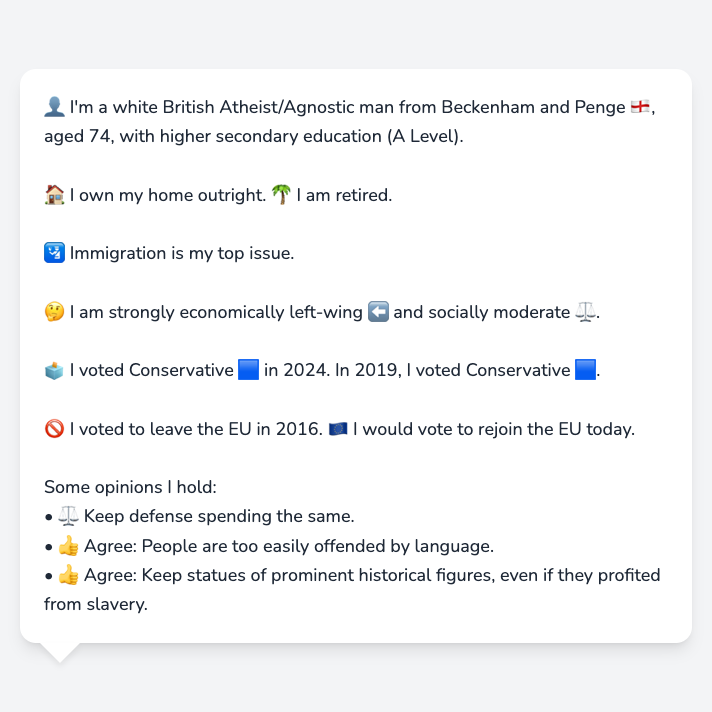 👤 I'm a white British Atheist/Agnostic man from Beckenham and Penge 🏴󠁧󠁢󠁥󠁮󠁧󠁿,
aged 74, with higher secondary education (A Level).
🏠 I own my home outright. 🌴 I am retired.
🛂 Immigration is my top issue.
🤔 I am strongly economically left-wing ⬅️ and socially moderate ⚖️.
🗳️ I voted Conservative 🟦 in 2024. In 2019, I voted Conservative 🟦.
🚫 I voted to leave the EU in 2016. 🇪🇺 I would vote to rejoin the EU today.
Some opinions I hold:
• ⚖️ Keep defense spending the same.
• 👍 Agree: People are too easily offended by language.
• 👍 Agree: Keep statues of prominent historical figures, even if they profited
from slavery.